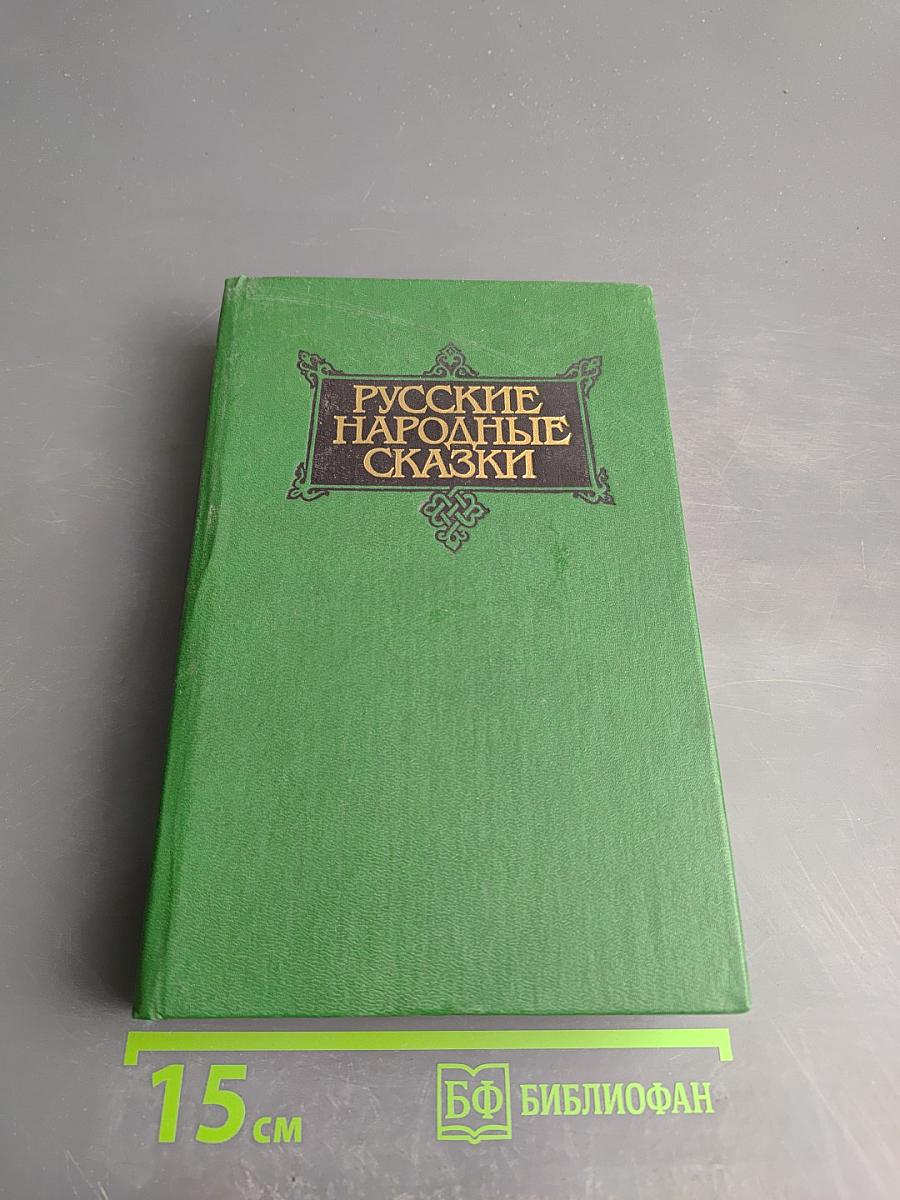 РУССКИЕ
НАРОДНЫЕ
СКАЗКИ
15 см
БФ БИБЛИОФАН